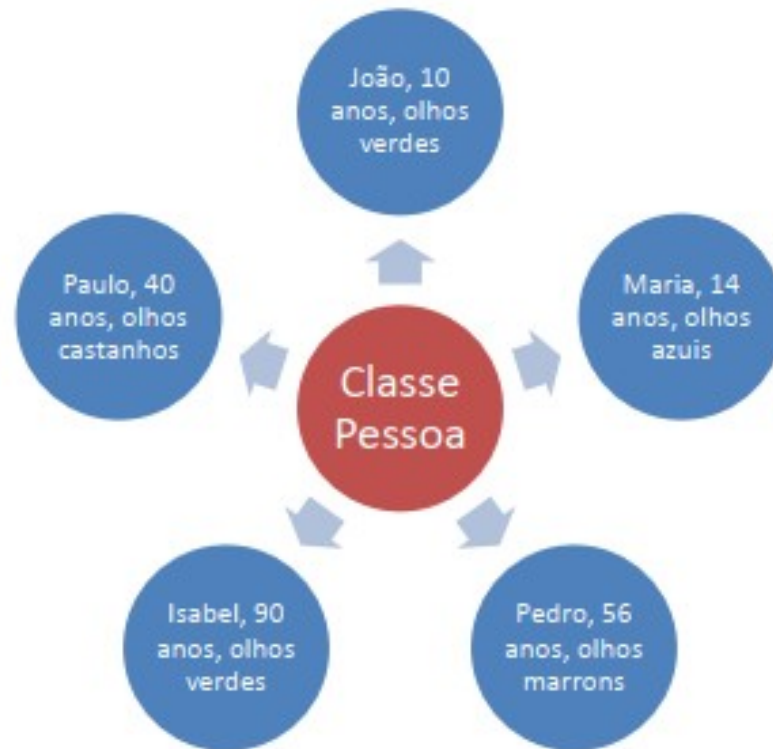 João, 10
anos, olhos
verdes
Paulo, 40
anos, olhos
castanhos
Maria, 14
anos, olhos
azuis
Classe
Pessoa
Isabel, 90
anos, olhos
verdes
Pedro, 56
anos, olhos
marrons